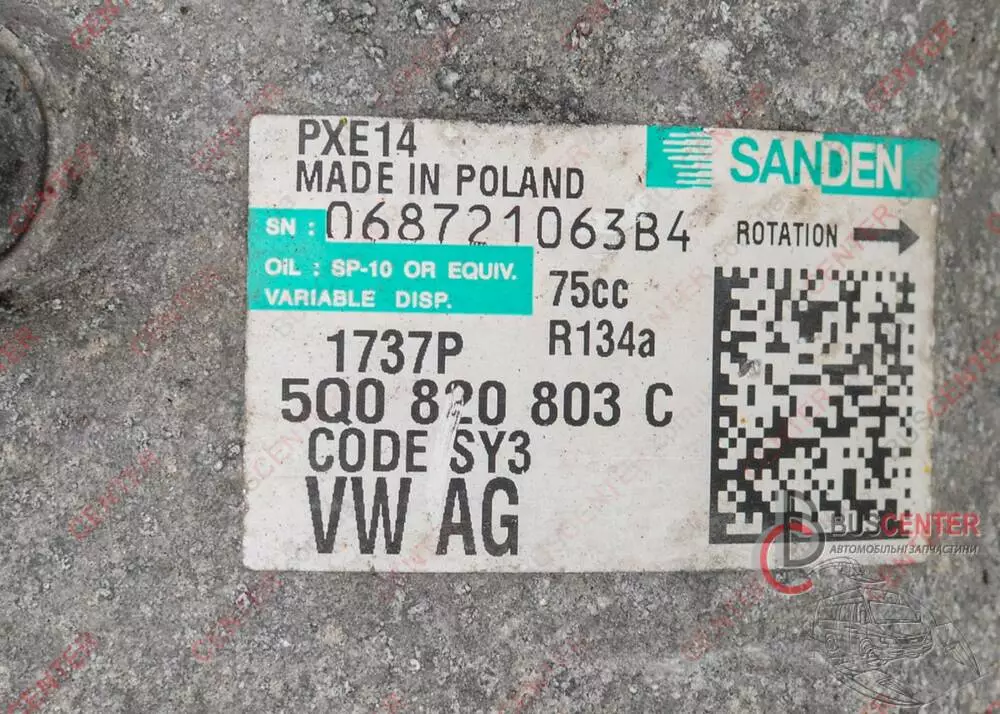 PXE14
SANDEN
MADE IN POLAND
SN : 068721063B4
ROTATION
OiL : SP-10 OR EQUIV.
VARIABLE DISP.
75cc
R134a
1737P
5Q0 820 803 C
CODE SY3
VW AG
BUSCENTER
АВТОМОБІЛЬНІ ЗАПЧАСТИНИ